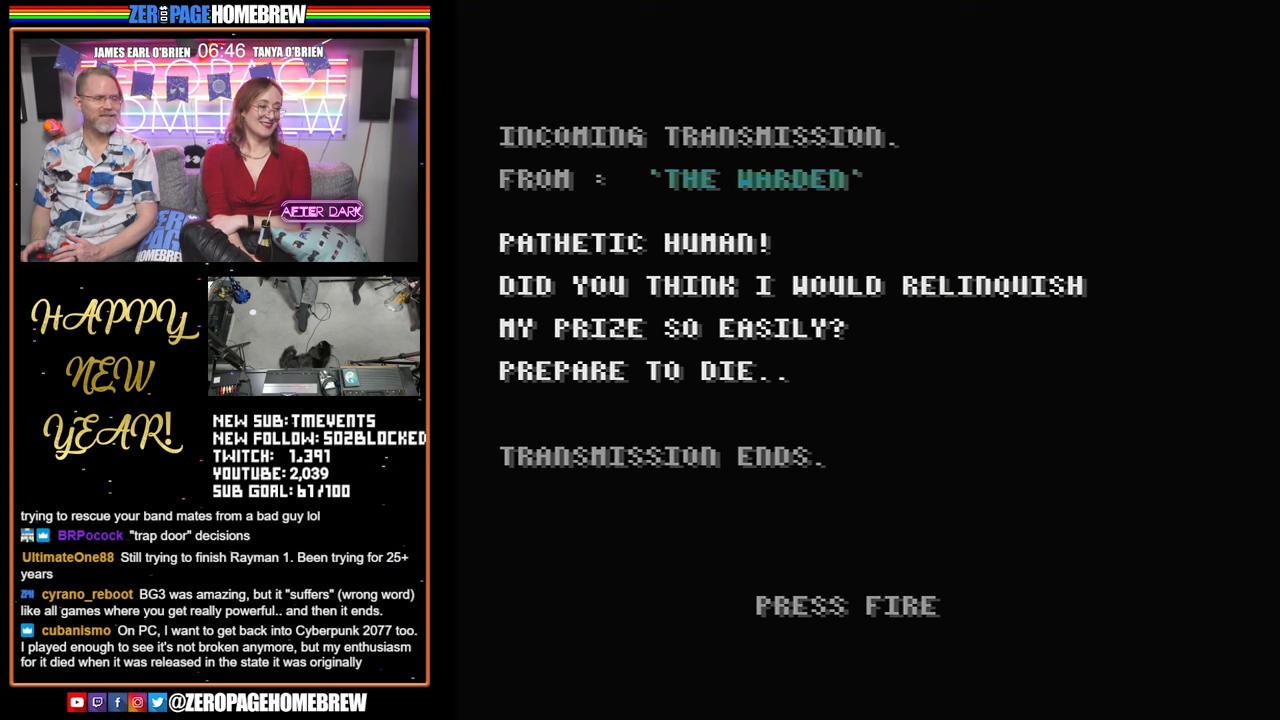 ZEROPAGEHOMEBREW
JAMES EARL O'BRIEN 06:46 TANYA O'BRIEN
AFTER DARK
HAPPY
NEW
YEAR!
NEW SUB: TMEVENTS
NEW FOLLOW: SO2BLOCKED
TWITCH: 1,391
YOUTUBE: 2,039
SUB GOAL: 67/100
trying to rescue your band mates from a bad guy lol
BRPocock "trap door" decisions
UltimateOne88 Still trying to finish Rayman 1. Been trying for 25+
years
cyrano_reboot BG3 was amazing, but it "suffers" (wrong word)
like all games where you get really powerful.. and then it ends.
cubanismo On PC, I want to get back into Cyberpunk 2077 too.
I played enough to see it's not broken anymore, but my enthusiasm
for it died when it was released in the state it was originally
@ZEROPAGEHOMEBREW
INCOMING TRANSMISSION.
FROM : 'THE WARDEN'
PATHETIC HUMAN!
DID YOU THINK I WOULD RELINQUISH
MY PRIZE SO EASILY?
PREPARE TO DIE..
TRANSMISSION ENDS.
PRESS FIRE